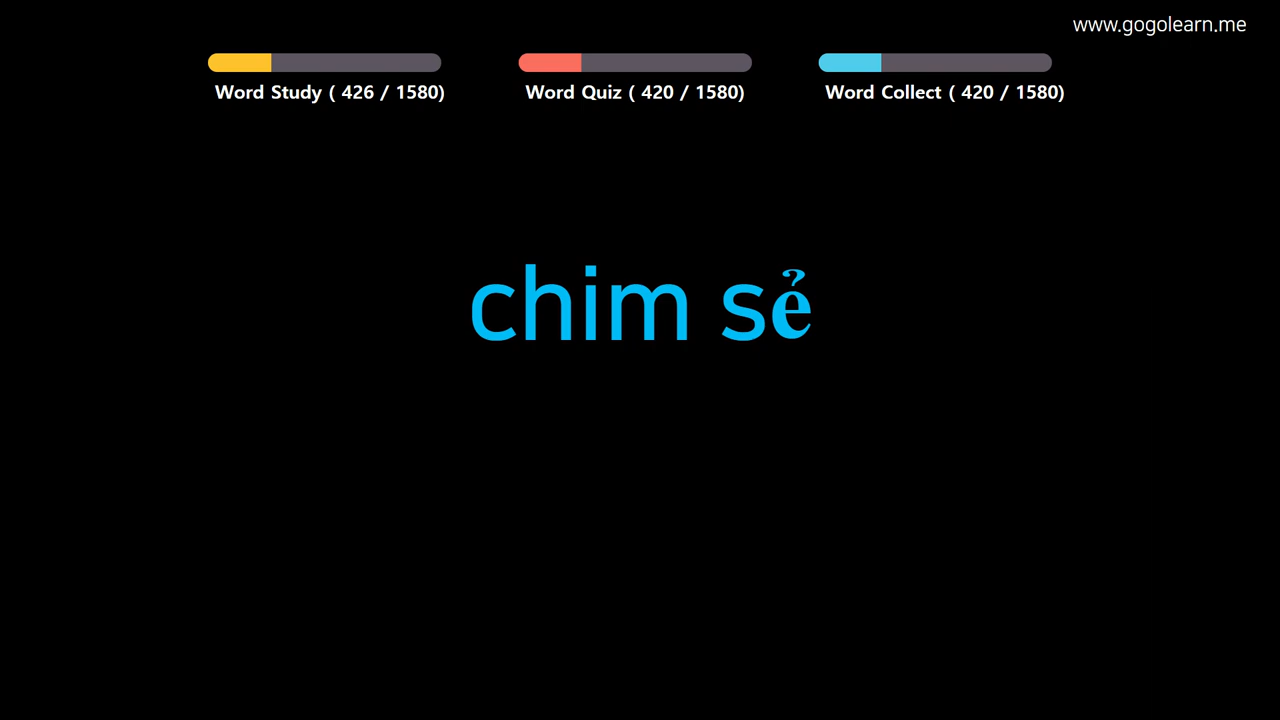 www.gogolearn.me
Word Study ( 426 / 1580)
Word Quiz ( 420 / 1580)
Word Collect ( 420 / 1580)
chim sẻ